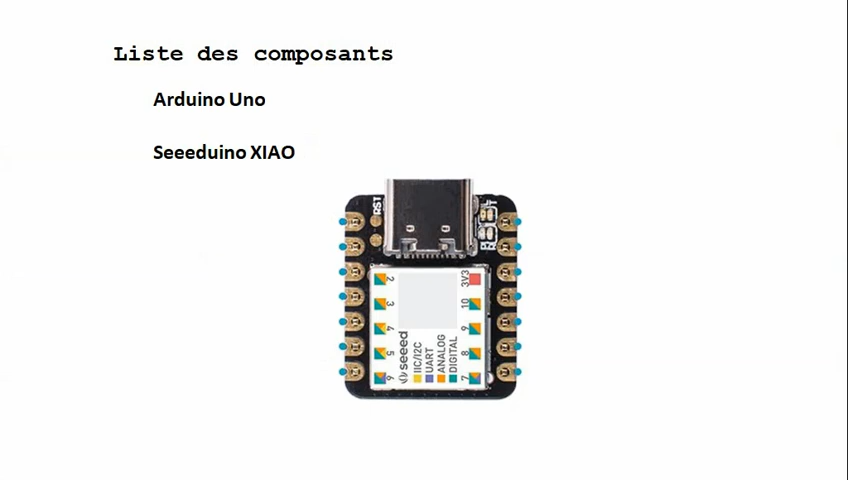 Liste des composants
Arduino Uno
Seeeduino XIAO
RST
2
3
4
5
6
3V3
10
9
8
7
seeed
IIC/I2C
UART
ANALOG
DIGITAL